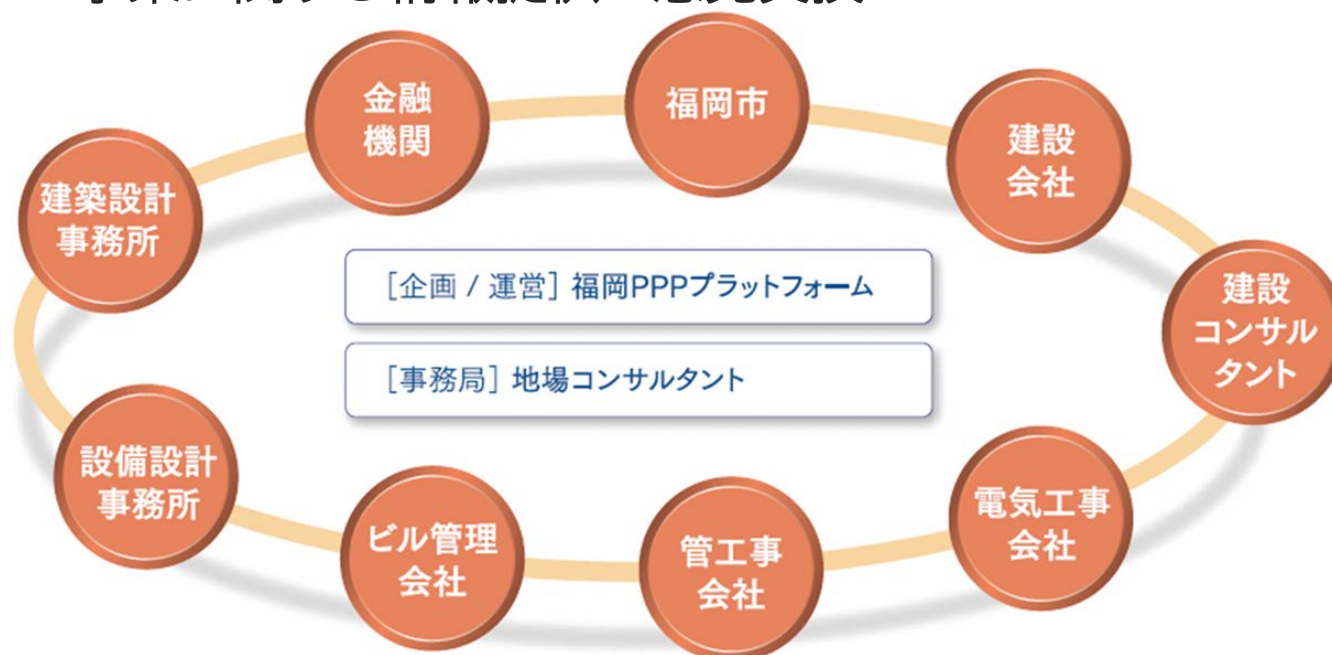 金融
機関
福岡市
建設
会社
建築設計
事務所
[企画 / 運営] 福岡PPPプラットフォーム
建設
コンサル
タント
[事務局] 地場コンサルタント
設備設計
事務所
電気工事
会社
ビル管理
会社
管工事
会社